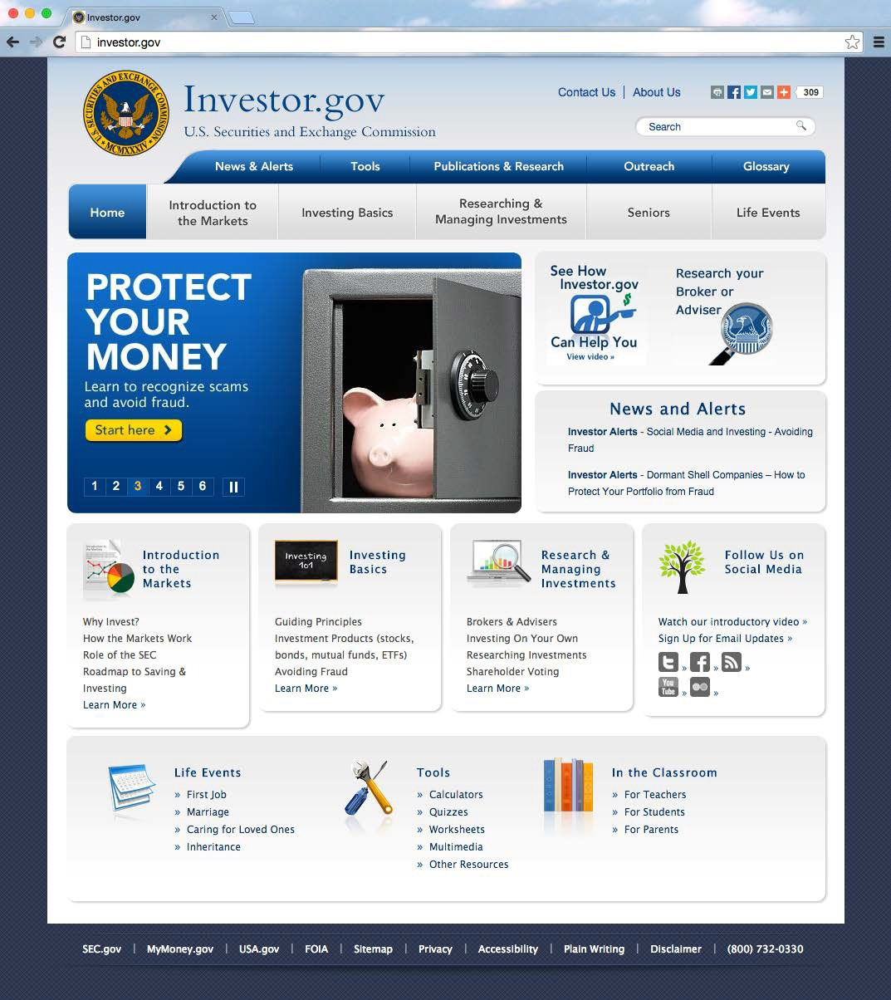 Investor.gov
investor.gov
U.S. SECURITIES AND EXCHANGE COMMISSION
MCMXXXIV
Investor.gov
U.S. Securities and Exchange Commission
Contact Us
About Us
309
Search
News & Alerts
Tools
Publications & Research
Outreach
Glossary
Home
Introduction to
the Markets
Investing Basics
Researching &
Managing Investments
Seniors
Life Events
PROTECT
YOUR
MONEY
Learn to recognize scams
and avoid fraud.
Start here
1 2 3 4 5 6
See How
Investor.gov
Can Help You
View video »
Research your
Broker or
Adviser
News and Alerts
Investor Alerts - Social Media and Investing - Avoiding
Fraud
Investor Alerts - Dormant Shell Companies – How to
Protect Your Portfolio from Fraud
Introduction
to the
Markets
Why Invest?
How the Markets Work
Role of the SEC
Roadmap to Saving &
Investing
Learn More »
Investing
101
Investing
Basics
Guiding Principles
Investment Products (stocks,
bonds, mutual funds, ETFs)
Avoiding Fraud
Learn More »
Research &
Managing
Investments
Brokers & Advisers
Investing On Your Own
Researching Investments
Shareholder Voting
Learn More »
Follow Us on
Social Media
Watch our introductory video »
Sign Up for Email Updates »
» » »
You
Tube » »
Life Events
» First Job
» Marriage
» Caring for Loved Ones
» Inheritance
Tools
» Calculators
» Quizzes
» Worksheets
» Multimedia
» Other Resources
In the Classroom
» For Teachers
» For Students
» For Parents
SEC.gov | MyMoney.gov | USA.gov | FOIA | Sitemap | Privacy | Accessibility | Plain Writing | Disclaimer | (800) 732-0330